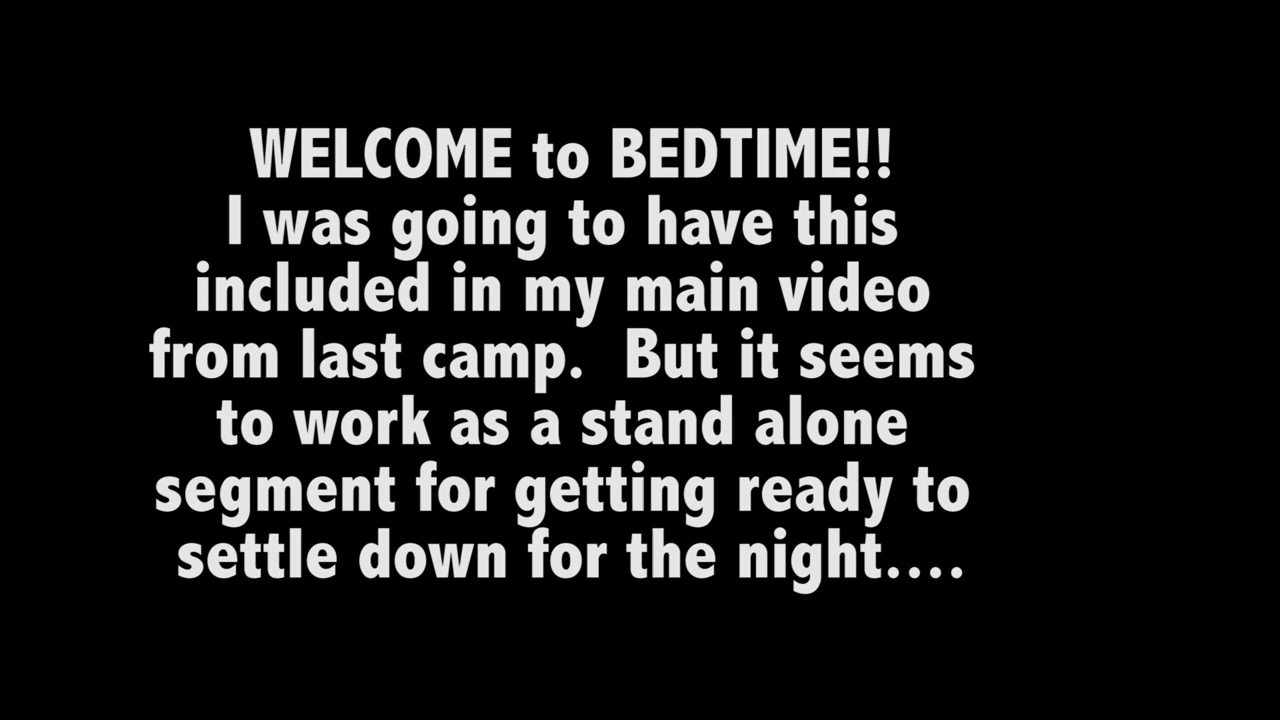 WELCOME to BEDTIME!!
I was going to have this
included in my main video
from last camp.  But it seems
to work as a stand alone
segment for getting ready to
settle down for the night....